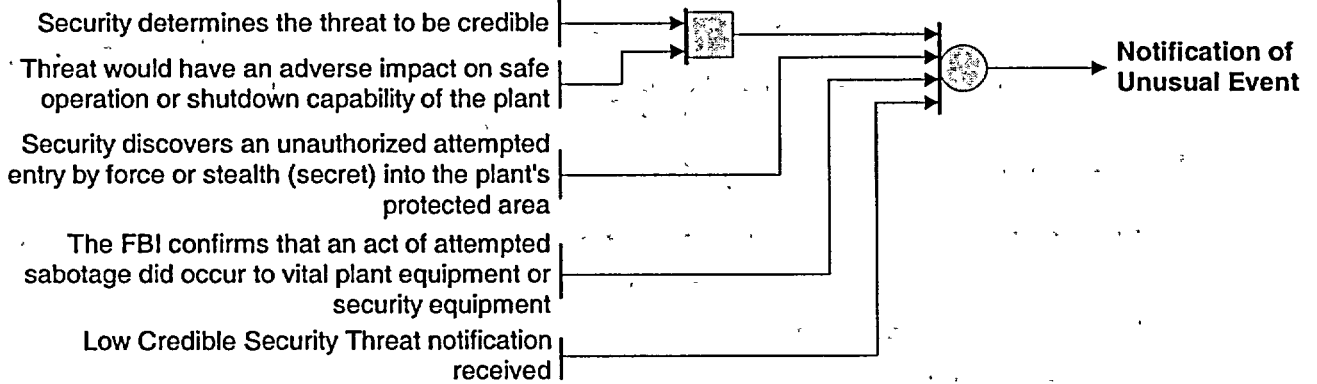 Security determines the threat to be credible
Threat would have an adverse impact on safe
operation or shutdown capability of the plant
Security discovers an unauthorized attempted
entry by force or stealth (secret) into the plant's
protected area
The FBI confirms that an act of attempted
sabotage did occur to vital plant equipment or
security equipment
Low Credible Security Threat notification
received
Notification of
Unusual Event